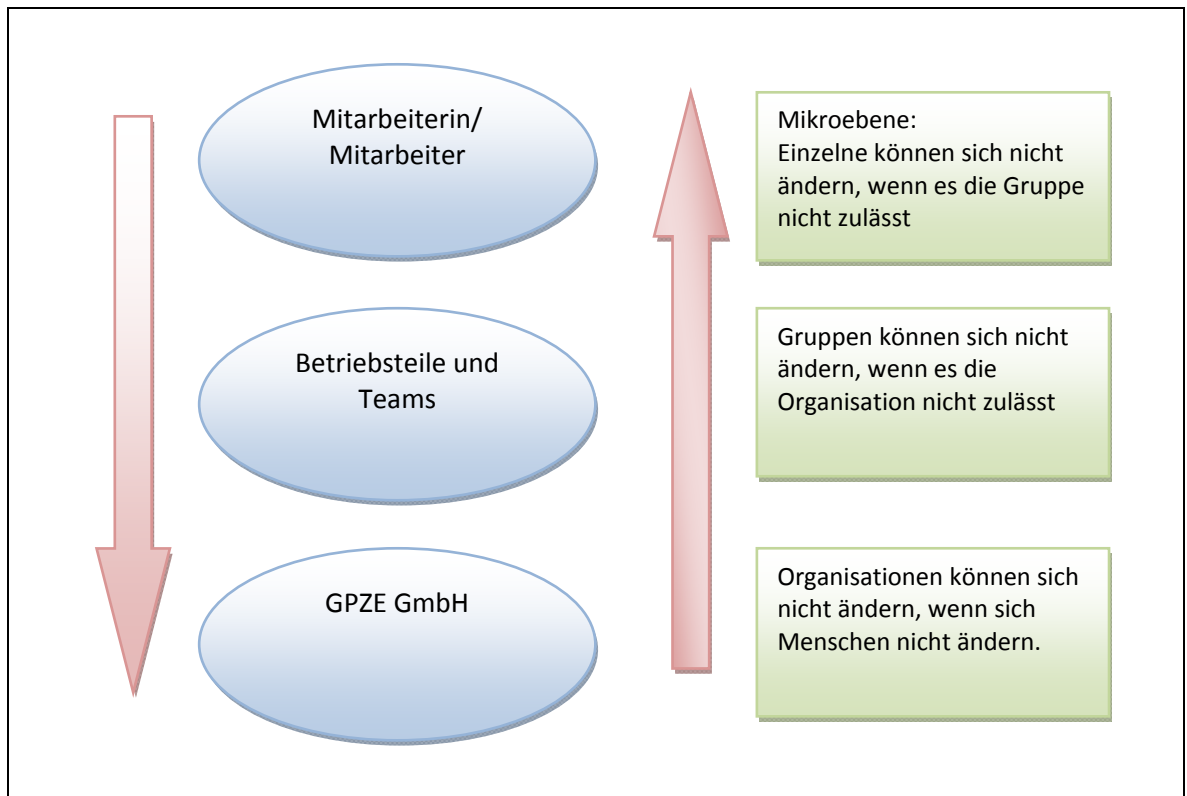 Mitarbeiterin/
Mitarbeiter
Mikroebene:
Einzelne können sich nicht
ändern, wenn es die Gruppe
nicht zulässt
Betriebsteile und
Teams
Gruppen können sich nicht
ändern, wenn es die
Organisation nicht zulässt
GPZE GmbH
Organisationen können sich
nicht ändern, wenn sich
Menschen nicht ändern.